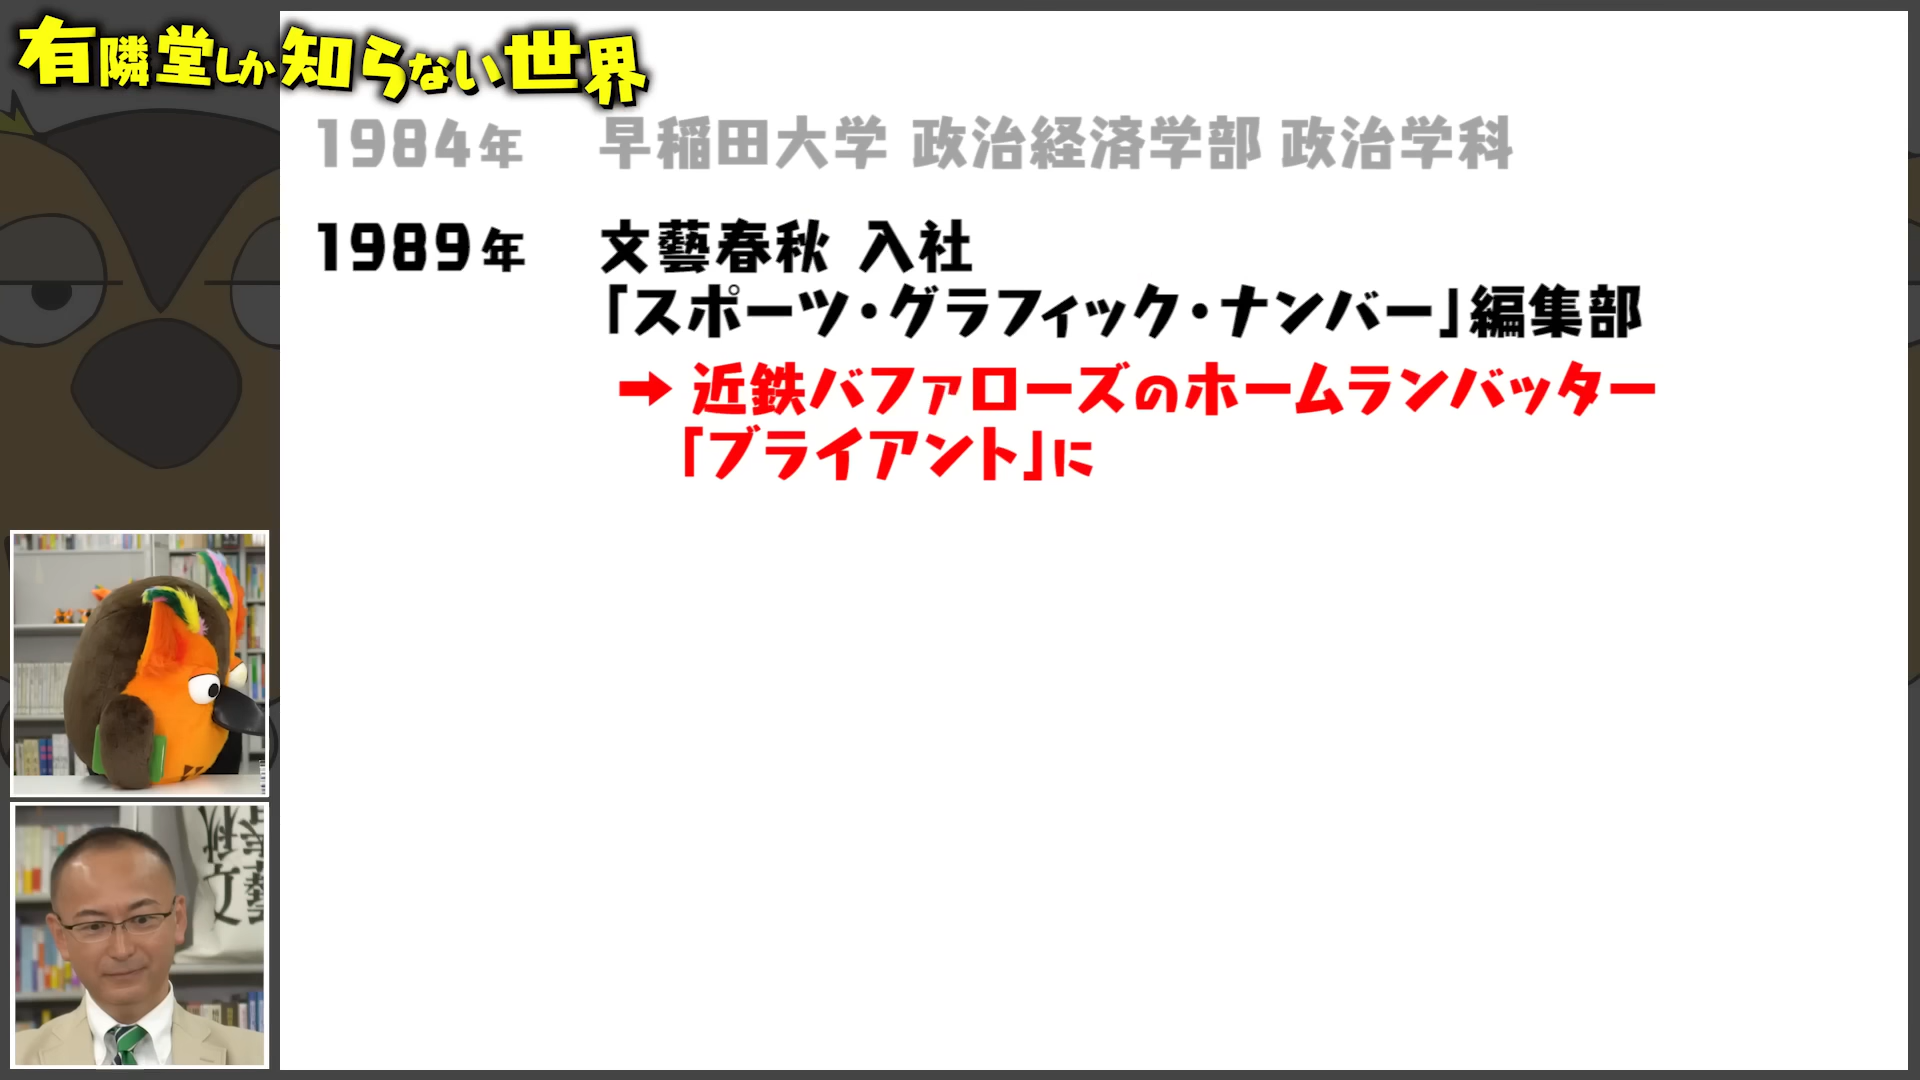 有隣堂しか知らない世界
1984年 早稲田大学 政治経済学部 政治学科
1989年 文藝春秋 入社
「スポーツ・グラフィック・ナンバー」編集部
➡ 近鉄バファローズのホームランバッター
「ブライアント」に